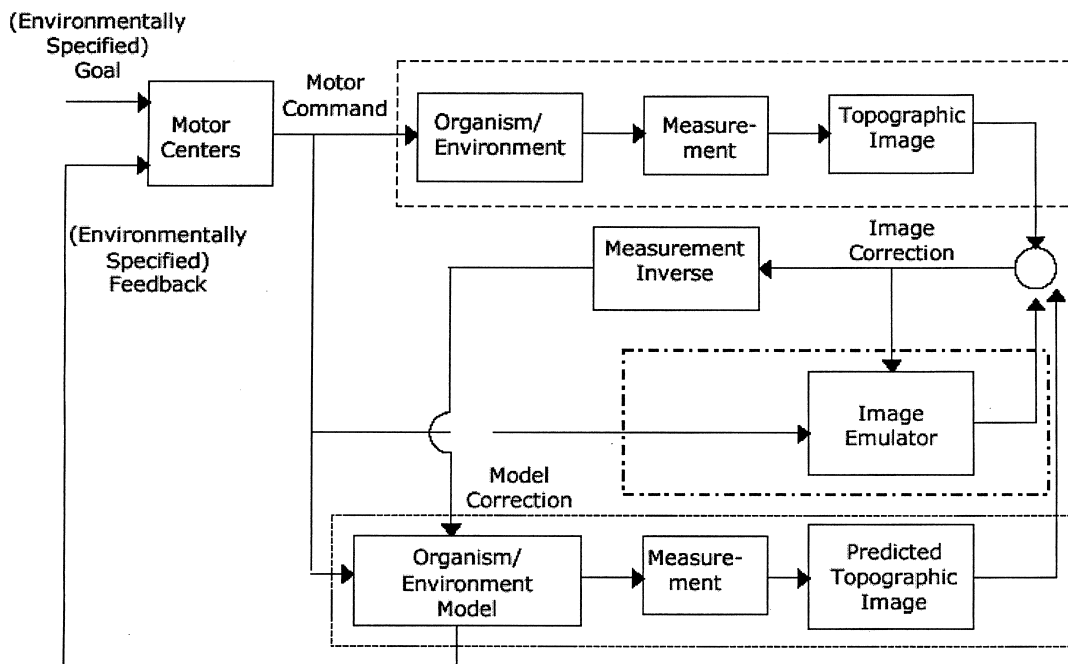 (Environmentally
Specified)
Goal
Motor
Centers
Motor
Command
Organism/
Environment
Measure-
ment
Topographic
Image
(Environmentally
Specified)
Feedback
Measurement
Inverse
Image
Correction
Image
Emulator
Model
Correction
Organism/
Environment
Model
Measure-
ment
Predicted
Topographic
Image